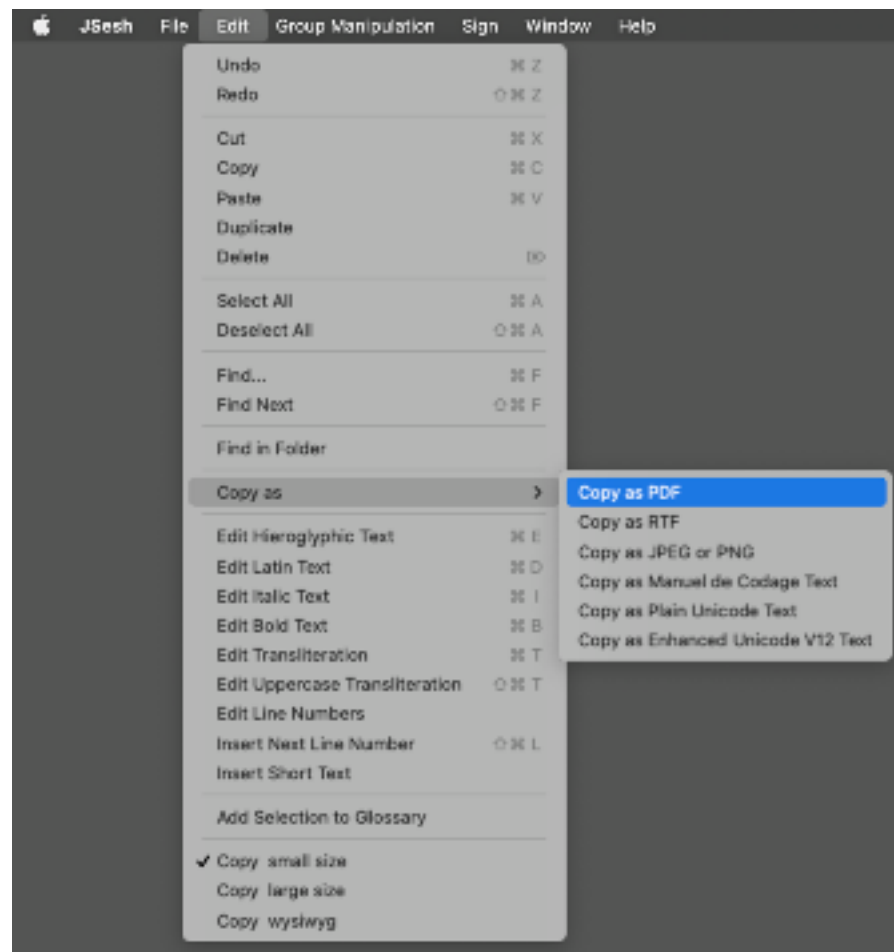 JSesh File Edit Group Manipulation Sign Window Help
Undo ⌘ Z
Redo ⇧ ⌘ Z
Cut ⌘ X
Copy ⌘ C
Paste ⌘ V
Duplicate
Delete ⌦
Select All ⌘ A
Deselect All ⇧ ⌘ A
Find... ⌘ F
Find Next ⇧ ⌘ F
Find in Folder
Copy as >
Copy as PDF
Copy as RTF
Copy as JPEG or PNG
Copy as Manuel de Codage Text
Copy as Plain Unicode Text
Copy as Enhanced Unicode V12 Text
Edit Hieroglyphic Text ⌘ E
Edit Latin Text ⌘ D
Edit Italic Text ⌘ I
Edit Bold Text ⌘ B
Edit Transliteration ⌘ T
Edit Uppercase Transliteration ⇧ ⌘ T
Edit Line Numbers
Insert Next Line Number ⇧ ⌘ L
Insert Short Text
Add Selection to Glossary
✓ Copy small size
Copy large size
Copy wysiwyg